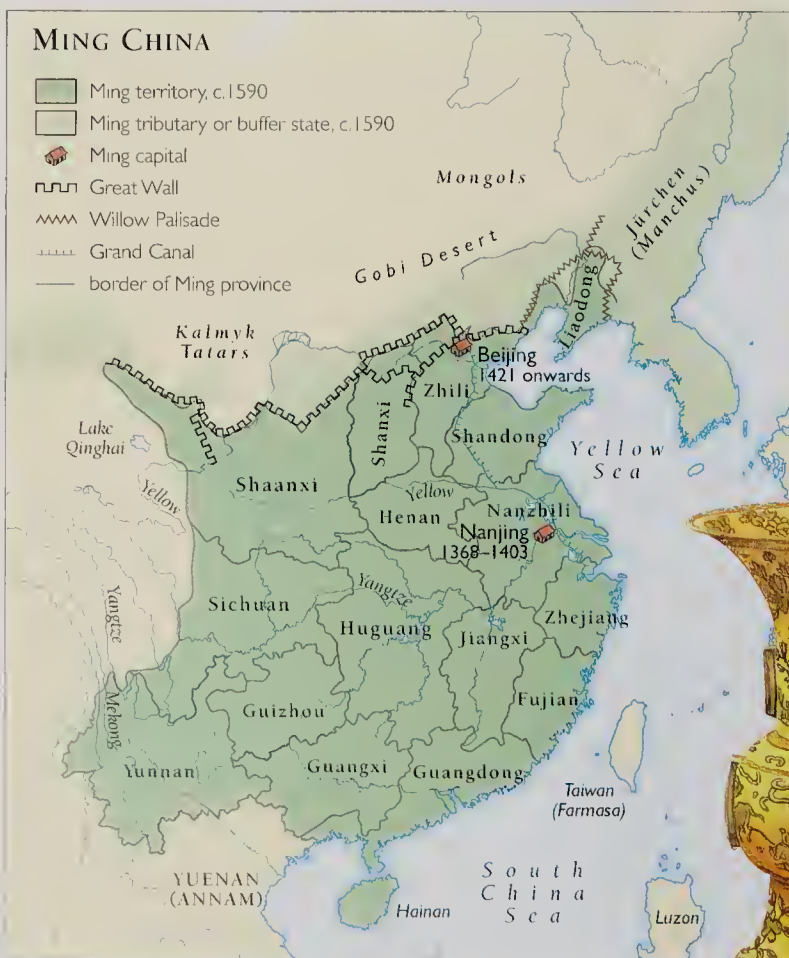 MING CHINA
Ming territory, c.1590
Ming tributary or buffer state, c.1590
Ming capital
Great Wall
Willow Palisade
Grand Canal
border of Ming province
Mongols
Jürchen
(Manchus)
Gobi Desert
Liaodong
Kalmyk
Tatars
Beijing
1421 onwards
Zhili
Shanxi
Shandong
Lake
Qinghai
Yellow
Sea
Shaanxi
Yellow
Yellow
Henan
Nanzhili
Nanjing
1368–1403
Yangtze
Sichuan
Yangtze
Huguang
Jiangxi
Zhejiang
Mekong
Guizhou
Fujian
Yunnan
Guangxi
Guangdong
Taiwan
(Farmasa)
YUENAN
(ANNAM)
Hainan
South
China
Sea
Luzon